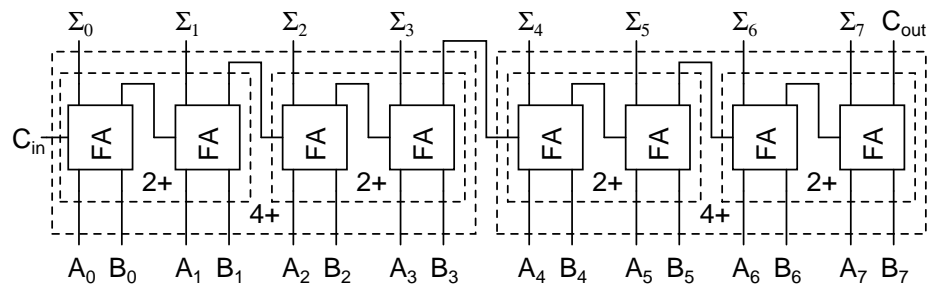 Σ0 Σ1 Σ2 Σ3 Σ4 Σ5 Σ6 Σ7 Cout
Cin FA FA FA FA FA FA FA FA
2+ 2+ 2+ 2+
4+ 4+
A0 B0 A1 B1 A2 B2 A3 B3 A4 B4 A5 B5 A6 B6 A7 B7